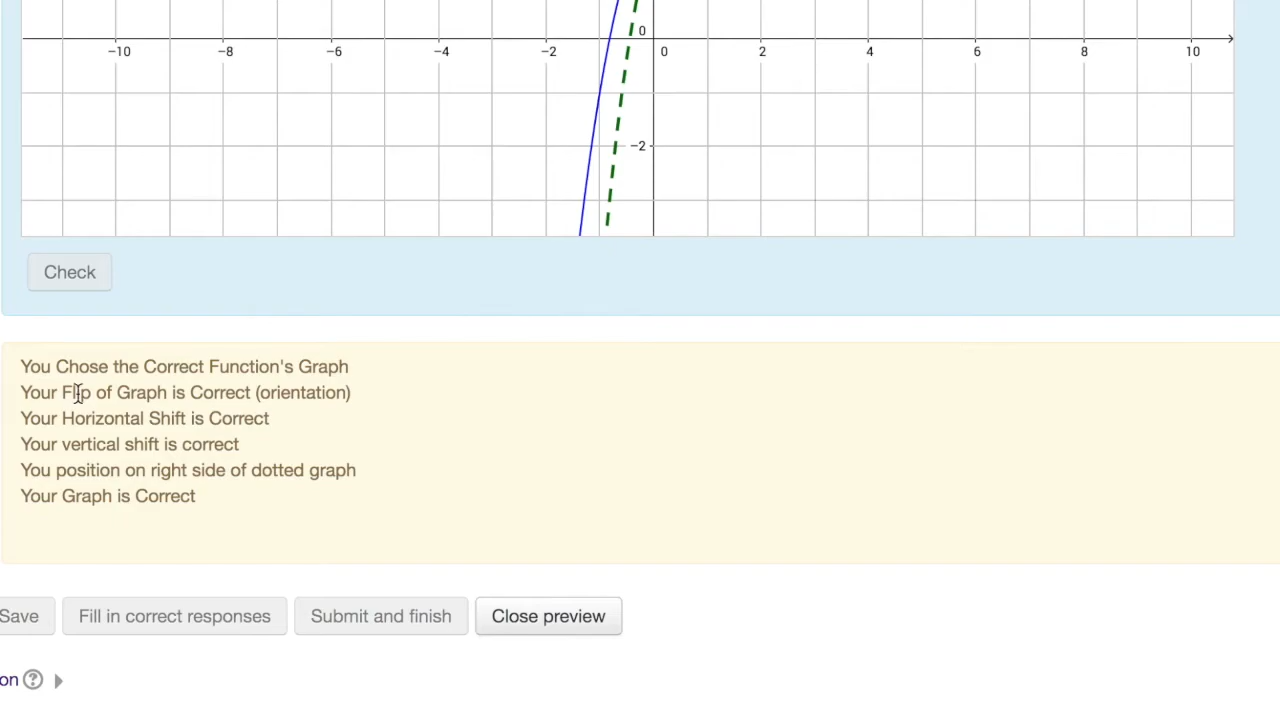 0
−10 −8 −6 −4 −2 0 2 4 6 8 10
−2
Check
You Chose the Correct Function's Graph
Your Flip of Graph is Correct (orientation)
Your Horizontal Shift is Correct
Your vertical shift is correct
You position on right side of dotted graph
Your Graph is Correct
Save Fill in correct responses Submit and finish Close preview
on ?